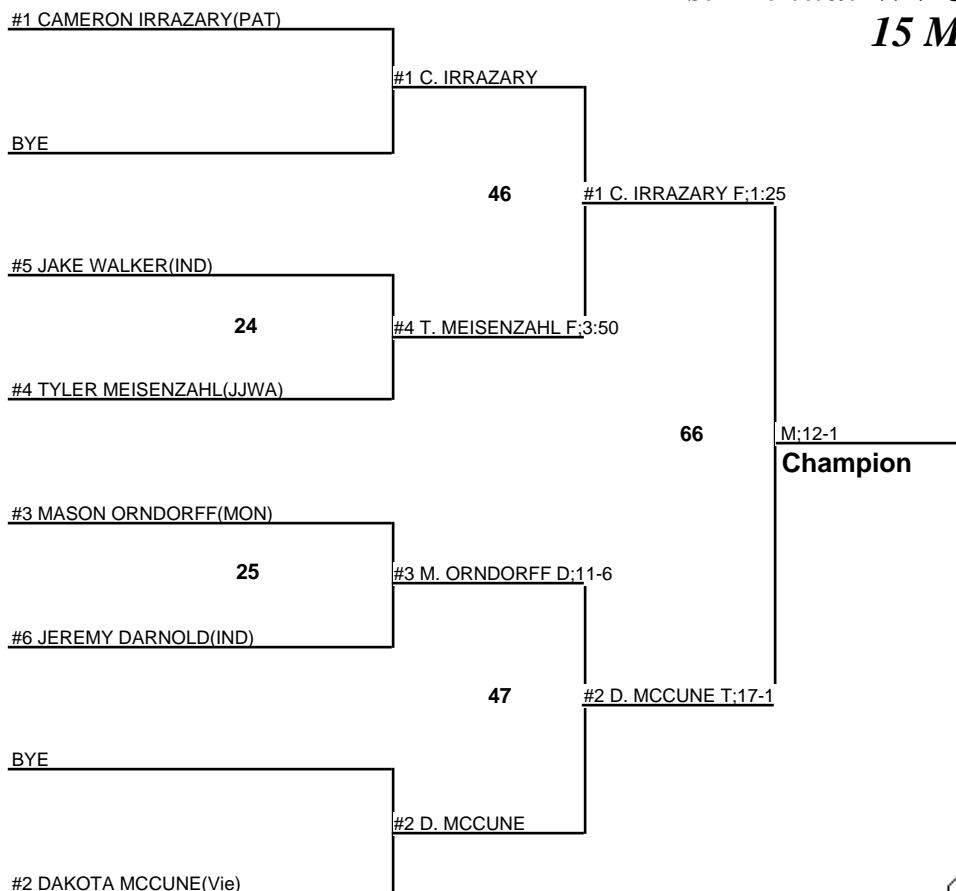 15 M
#1 CAMERON IRRAZARY(PAT)
#1 C. IRRAZARY
BYE
46
#1 C. IRRAZARY F;1:25
#5 JAKE WALKER(IND)
24
#4 T. MEISENZAHL F;3:50
#4 TYLER MEISENZAHL(JJWA)
66
M;12-1
Champion
#3 MASON ORNDORFF(MON)
25
#3 M. ORNDORFF D;11-6
#6 JEREMY DARNOLD(IND)
47
#2 D. MCCUNE T;17-1
BYE
#2 D. MCCUNE
#2 DAKOTA MCCUNE(Vie)